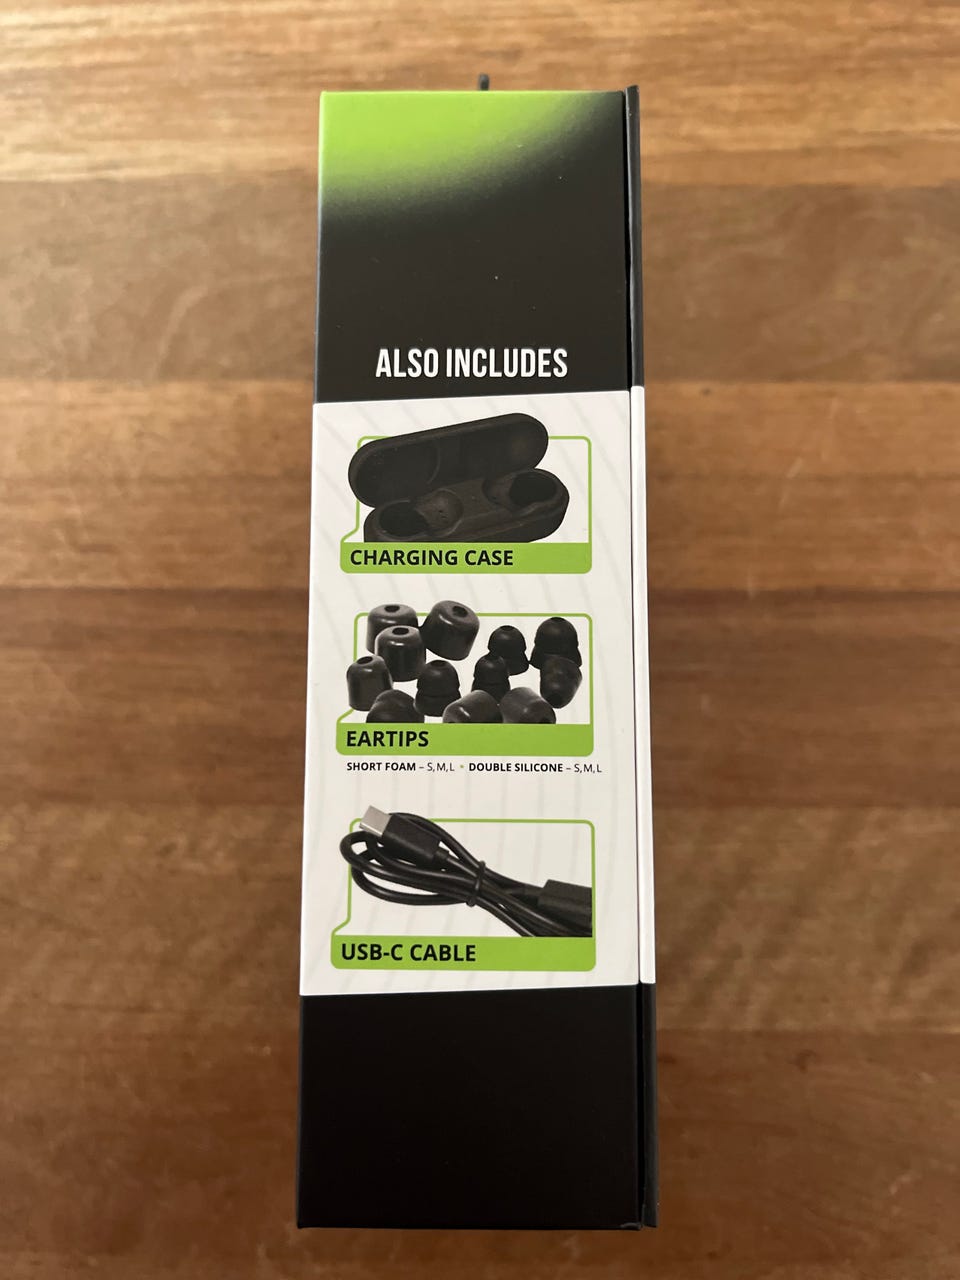 ALSO INCLUDES
CHARGING CASE
EARTIPS
SHORT FOAM – S,M,L • DOUBLE SILICONE – S,M,L
USB-C CABLE